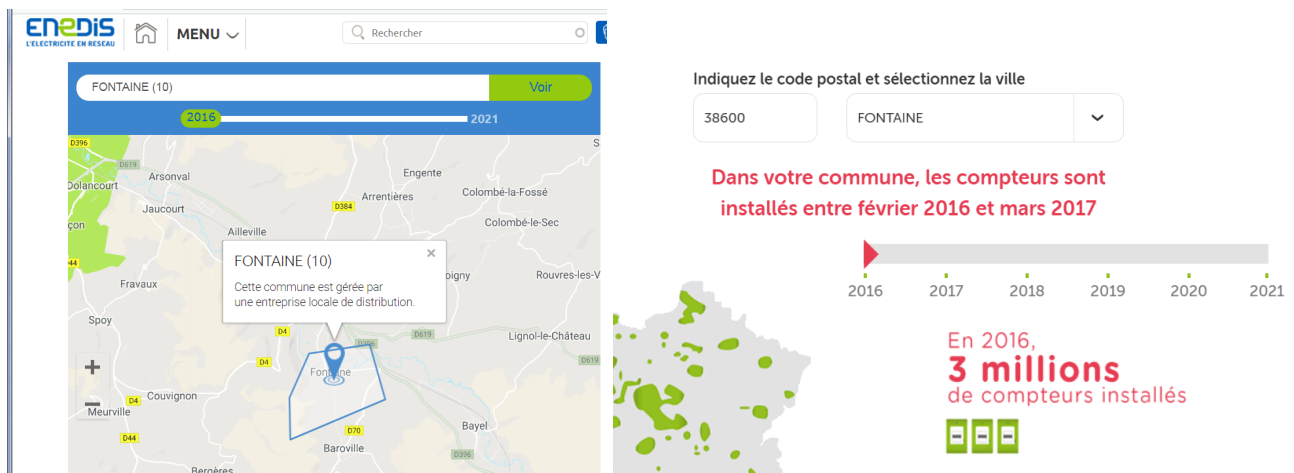 ENEDIS
L'ELECTRICITE EN RESEAU
MENU
Rechercher
FONTAINE (10)
Voir
2016
2021
D396
D619
Dolancourt
Arsonval
Engente
Jaucourt
D384
Arrentières
Colombé-la-Fossé
Colombé-le-Sec
Ailleville
FONTAINE (10)
×
Cette commune est gérée par
une entreprise locale de distribution.
Fravaux
Rouvres-les-V
Spoy
D4
D396
D619
Lignol-le-Château
D619
D4
Fontaine
+
−
Couvignon
D4
Meurville
D44
D70
Bayel
Baroville
D396
Bergères
Indiquez le code postal et sélectionnez la ville
38600
FONTAINE
Dans votre commune, les compteurs sont
installés entre février 2016 et mars 2017
2016 2017 2018 2019 2020 2021
En 2016,
3 millions
de compteurs installés